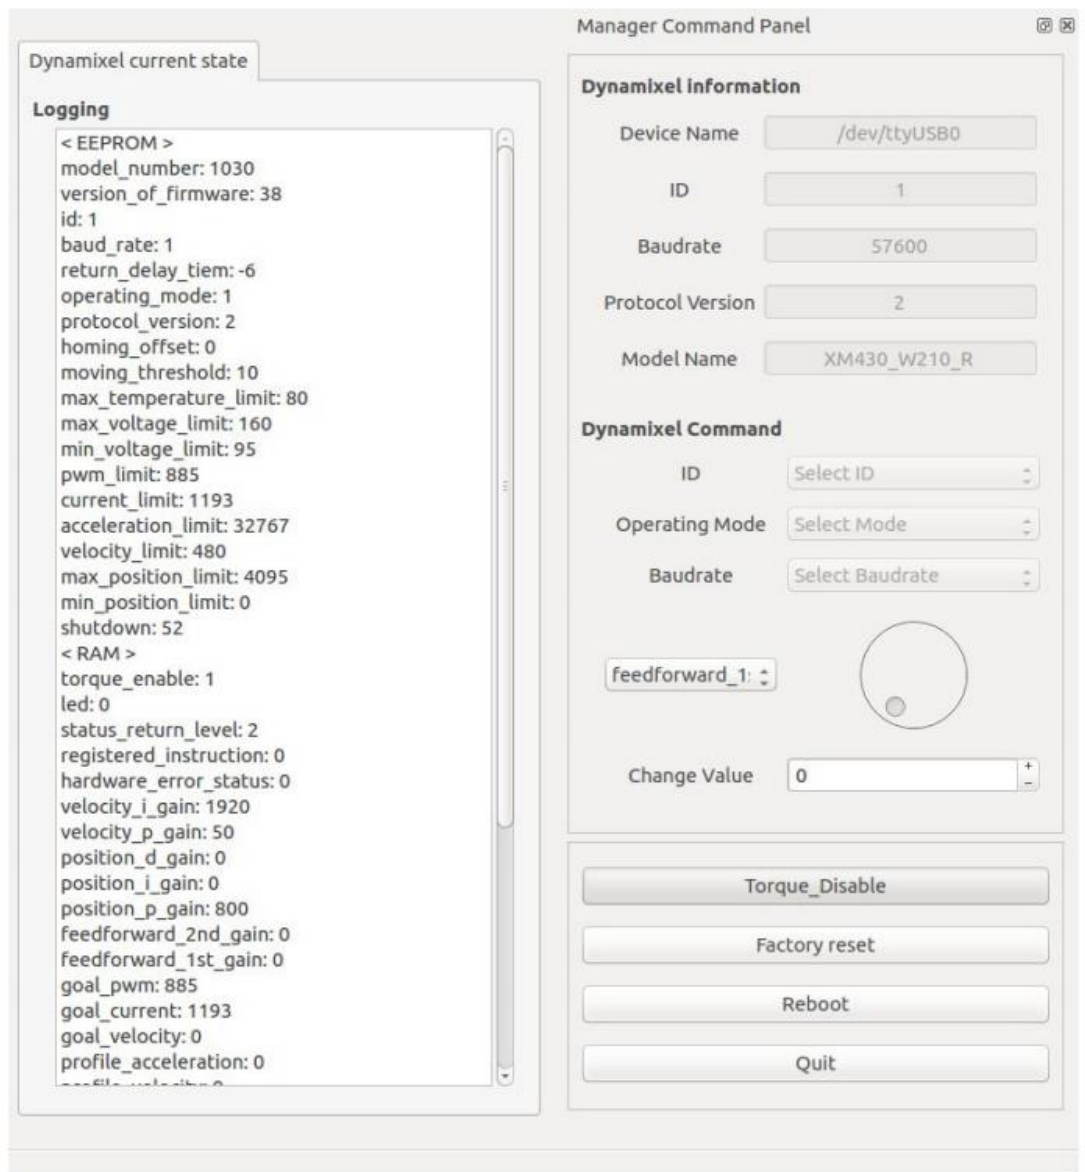 Manager Command Panel
Dynamixel current state
Logging
< EEPROM >
model_number: 1030
version_of_firmware: 38
id: 1
baud_rate: 1
return_delay_tiem: -6
operating_mode: 1
protocol_version: 2
homing_offset: 0
moving_threshold: 10
max_temperature_limit: 80
max_voltage_limit: 160
min_voltage_limit: 95
pwm_limit: 885
current_limit: 1193
acceleration_limit: 32767
velocity_limit: 480
max_position_limit: 4095
min_position_limit: 0
shutdown: 52
< RAM >
torque_enable: 1
led: 0
status_return_level: 2
registered_instruction: 0
hardware_error_status: 0
velocity_i_gain: 1920
velocity_p_gain: 50
position_d_gain: 0
position_i_gain: 0
position_p_gain: 800
feedforward_2nd_gain: 0
feedforward_1st_gain: 0
goal_pwm: 885
goal_current: 1193
goal_velocity: 0
profile_acceleration: 0
Dynamixel information
Device Name /dev/ttyUSB0
ID 1
Baudrate 57600
Protocol Version 2
Model Name XM430_W210_R
Dynamixel Command
ID Select ID
Operating Mode Select Mode
Baudrate Select Baudrate
feedforward_1
Change Value 0
Torque_Disable
Factory reset
Reboot
Quit